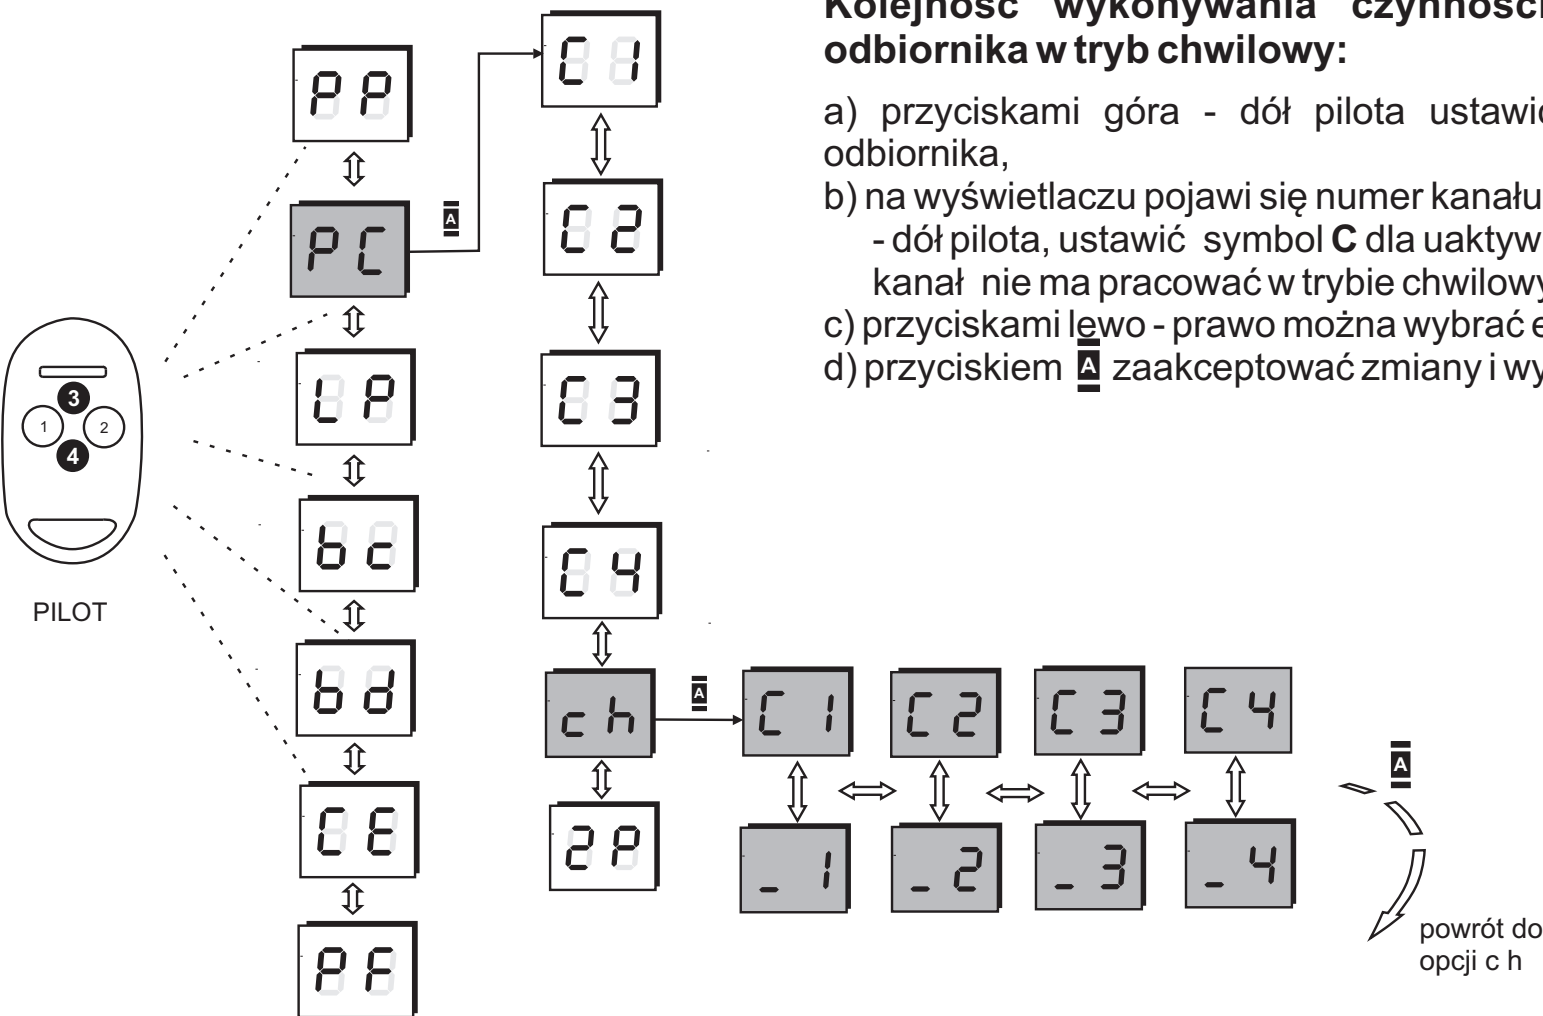 Kolejność wykonywania czynności
odbiornika w tryb chwilowy:
a) przyciskami góra - dół pilota ustawić
odbiornika,
b) na wyświetlaczu pojawi się numer kanału
- dół pilota, ustawić symbol C dla uaktyw
kanał nie ma pracować w trybie chwilowy
c) przyciskami lewo - prawo można wybrać
d) przyciskiem A zaakceptować zmiany i wy
PP
PC
A
LP
bc
bd
CE
PF
C1
C2
C3
C4
ch
A
2P
C1 C2 C3 C4
_1 _2 _3 _4
A
powrót do
opcji c h
3
1 2
4
PILOT